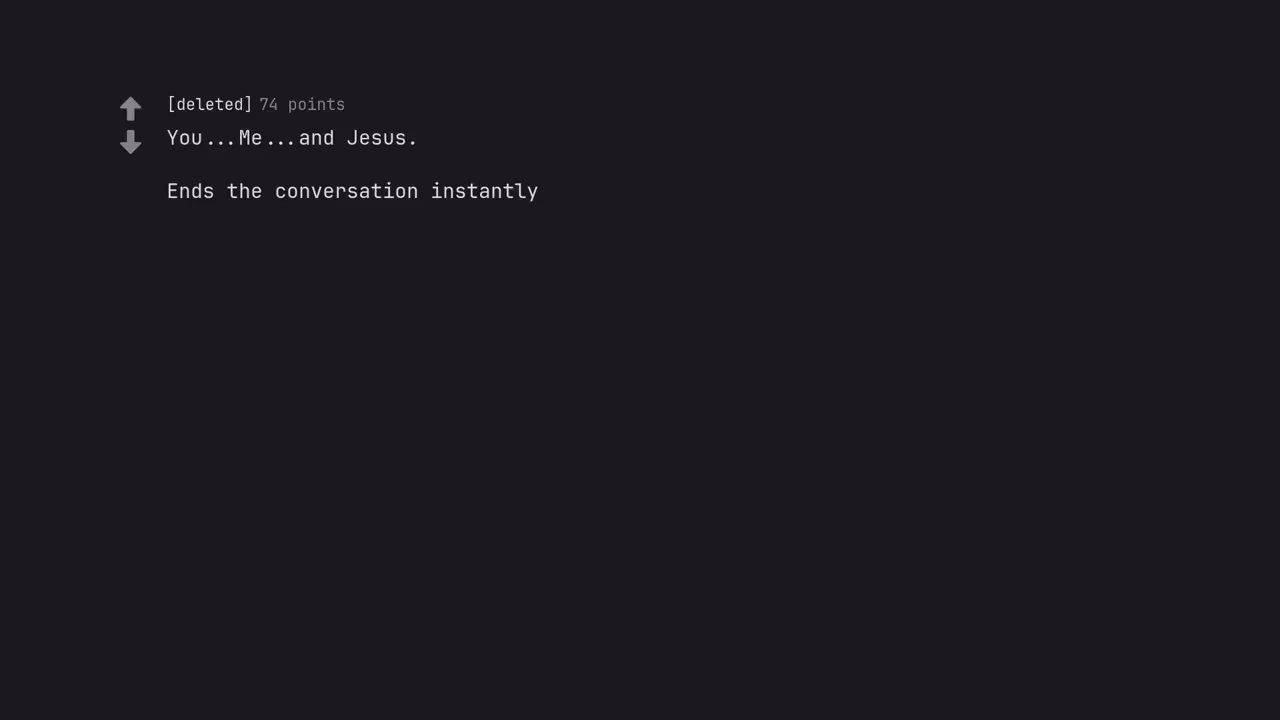 [deleted] 74 points
You...Me...and Jesus.
Ends the conversation instantly